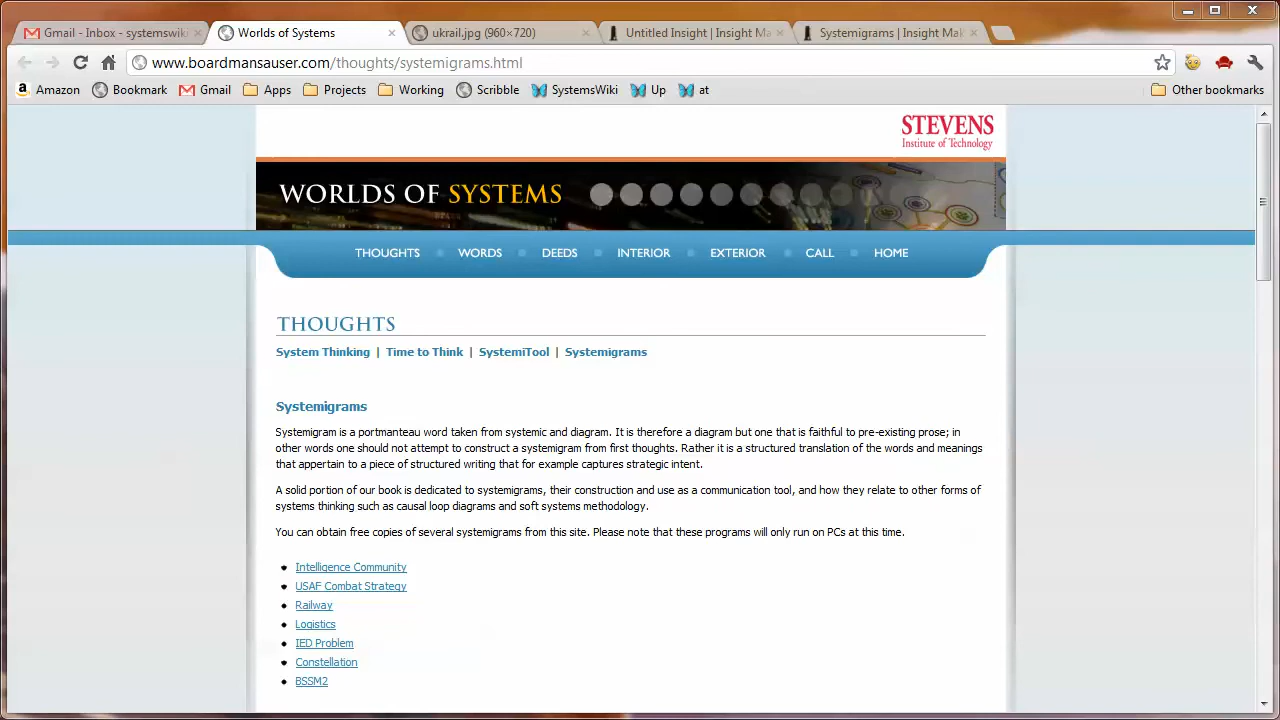 Gmail - Inbox - systemswiki
Worlds of Systems
ukrail.jpg (960×720)
Untitled Insight | Insight Ma
Systemigrams | Insight Mak
www.boardmansauser.com/thoughts/systemigrams.html
Amazon
Bookmark
Gmail
Apps
Projects
Working
Scribble
SystemsWiki
Up
at
Other bookmarks
STEVENS
Institute of Technology
WORLDS OF SYSTEMS
THOUGHTS
WORDS
DEEDS
INTERIOR
EXTERIOR
CALL
HOME
THOUGHTS
System Thinking | Time to Think | SystemiTool | Systemigrams
Systemigrams
Systemigram is a portmanteau word taken from systemic and diagram. It is therefore a diagram but one that is faithful to pre-existing prose; in
other words one should not attempt to construct a systemigram from first thoughts. Rather it is a structured translation of the words and meanings
that appertain to a piece of structured writing that for example captures strategic intent.
A solid portion of our book is dedicated to systemigrams, their construction and use as a communication tool, and how they relate to other forms of
systems thinking such as causal loop diagrams and soft systems methodology.
You can obtain free copies of several systemigrams from this site. Please note that these programs will only run on PCs at this time.
Intelligence Community
USAF Combat Strategy
Railway
Logistics
IED Problem
Constellation
BSSM2